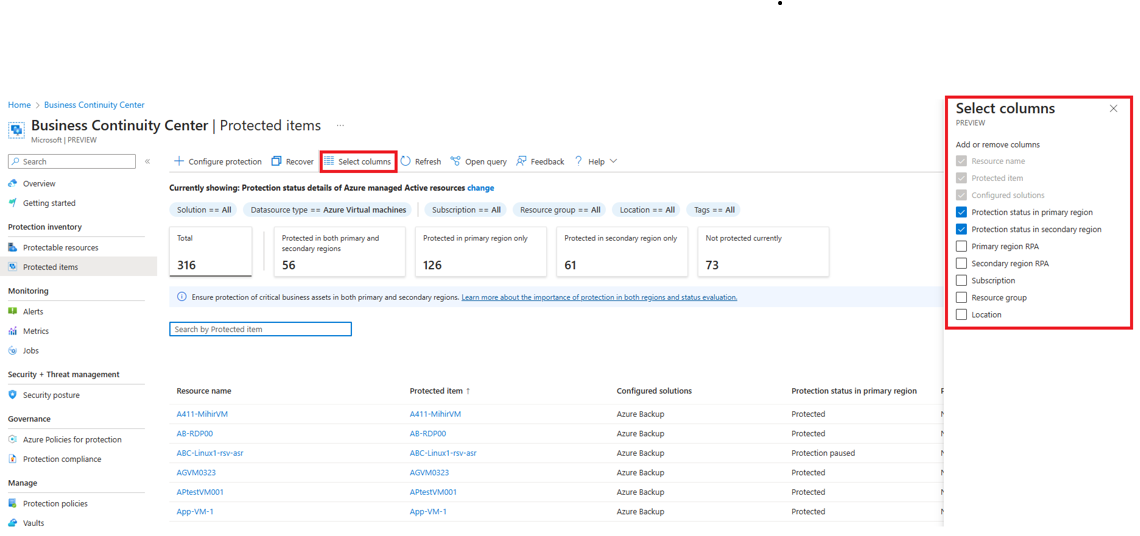 Home > Business Continuity Center
Business Continuity Center | Protected items ...
Microsoft | PREVIEW
Search
«
Overview
Getting started
Protection inventory
Protectable resources
Protected items
Monitoring
Alerts
Metrics
Jobs
Security + Threat management
Security posture
Governance
Azure Policies for protection
Protection compliance
Manage
Protection policies
Vaults
Configure protection Recover Select columns Refresh Open query Feedback Help
Currently showing: Protection status details of Azure managed Active resources change
Solution == All Datasource type == Azure Virtual machines Subscription == All Resource group == All Location == All Tags == All
Total
316
Protected in both primary and
secondary regions
56
Protected in primary region only
126
Protected in secondary region only
61
Not protected currently
73
Ensure protection of critical business assets in both primary and secondary regions. Learn more about the importance of protection in both regions and status evaluation.
Search by Protected item
Resource name Protected item ↑ Configured solutions Protection status in primary region
A411-MihirVM A411-MihirVM Azure Backup Protected
AB-RDP00 AB-RDP00 Azure Backup Protected
ABC-Linux1-rsv-asr ABC-Linux1-rsv-asr Azure Backup Protection paused
AGVM0323 AGVM0323 Azure Backup Protected
APtestVM001 APtestVM001 Azure Backup Protected
App-VM-1 App-VM-1 Azure Backup Protected
Select columns
PREVIEW
Add or remove columns
Resource name
Protected item
Configured solutions
Protection status in primary region
Protection status in secondary region
Primary region RPA
Secondary region RPA
Subscription
Resource group
Location